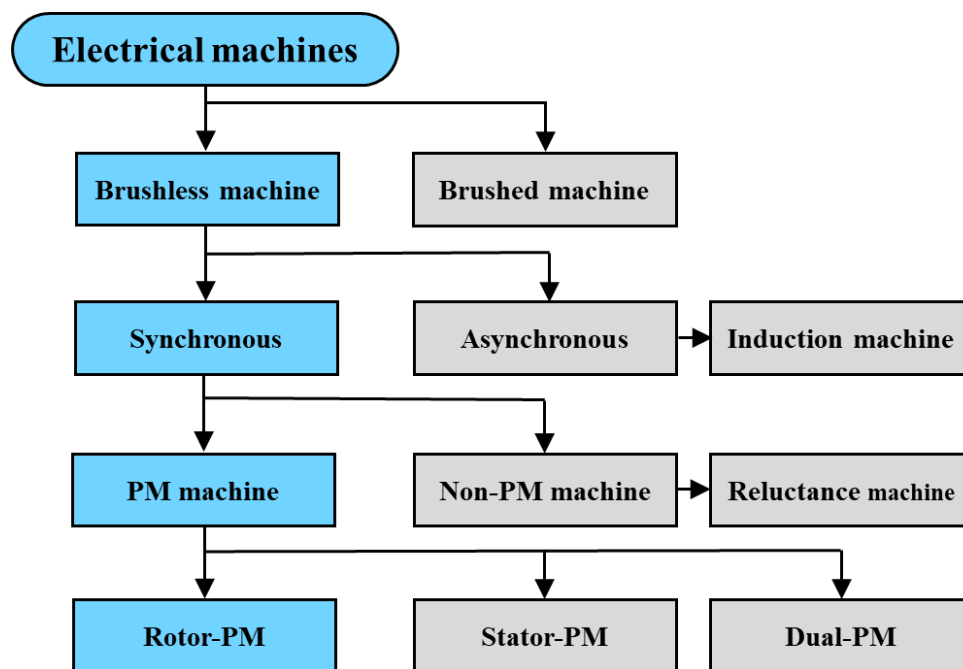 Electrical machines
Brushless machine
Brushed machine
Synchronous
Asynchronous
Induction machine
PM machine
Non-PM machine
Reluctance machine
Rotor-PM
Stator-PM
Dual-PM